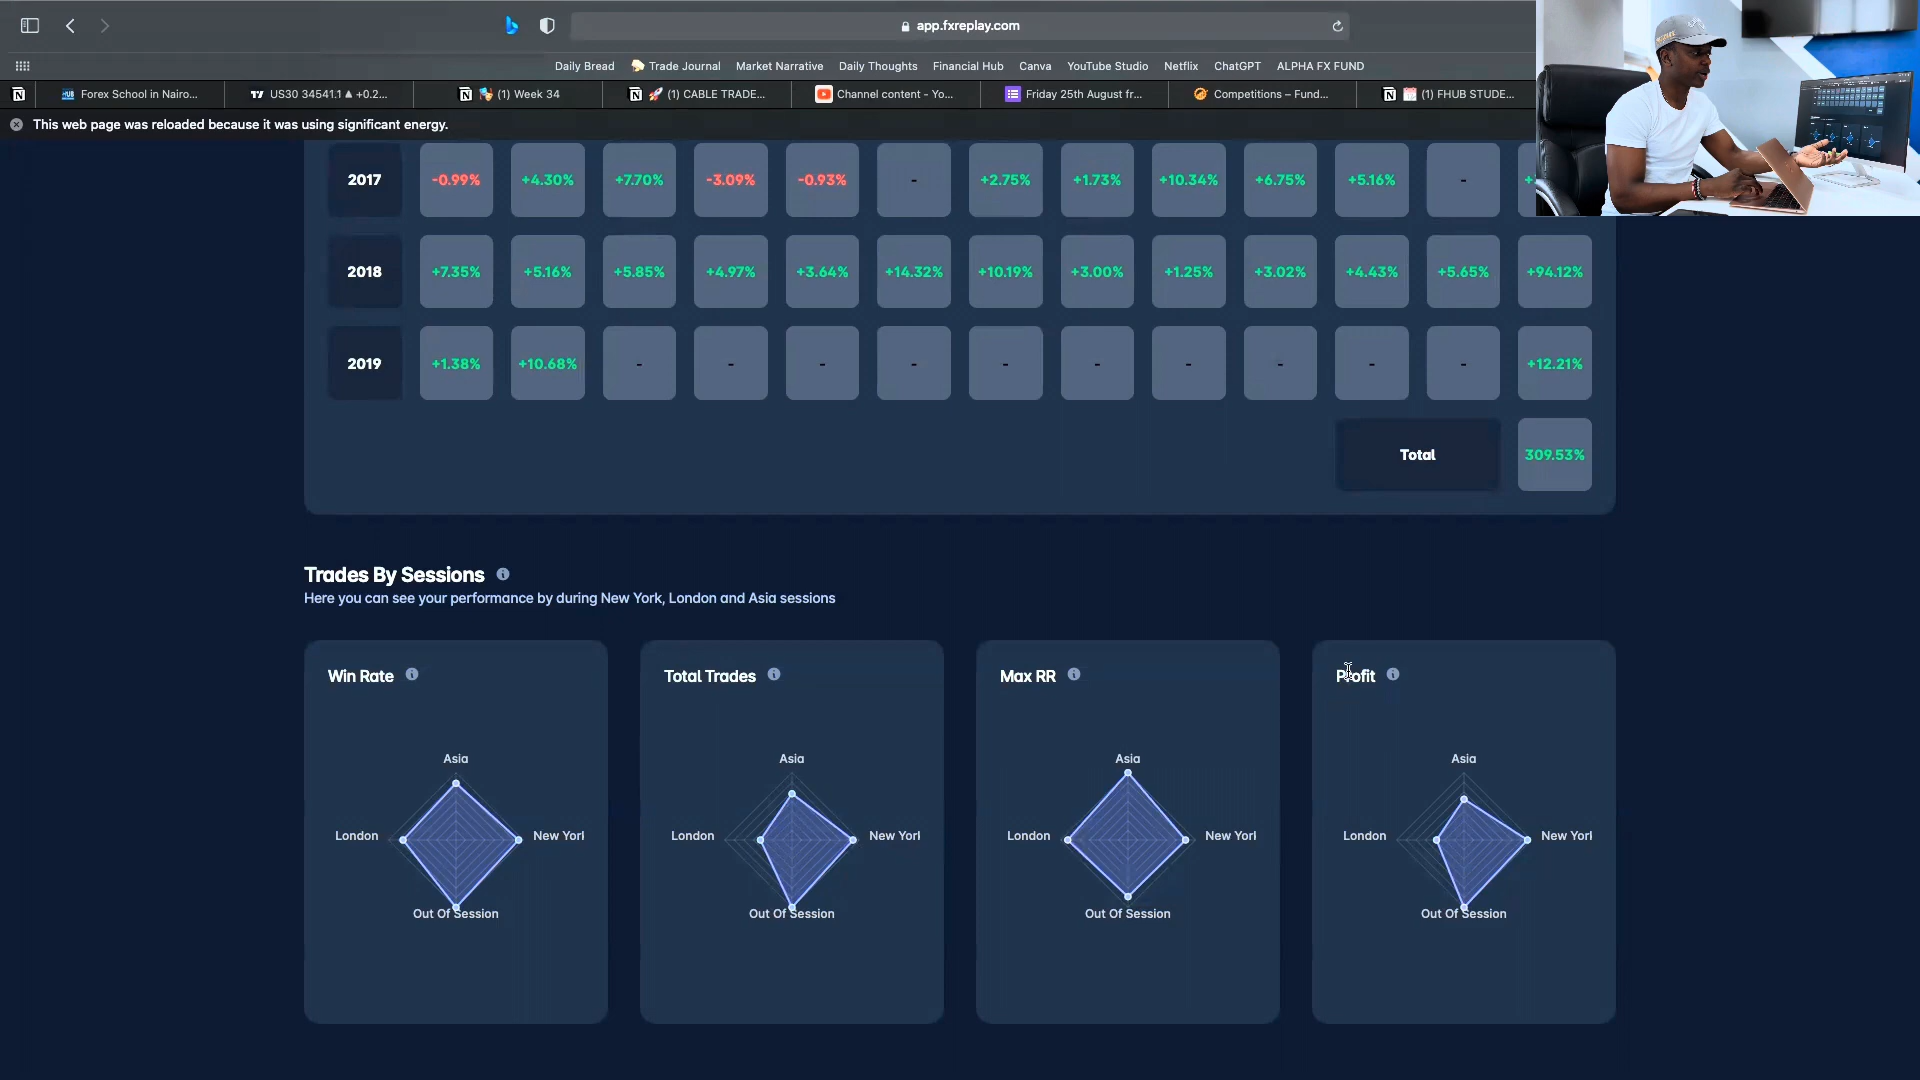 app.fxreplay.com
Daily Bread Trade Journal Market Narrative Daily Thoughts Financial Hub Canva YouTube Studio Netflix ChatGPT ALPHA FX FUND
Forex School in Nairo... US30 34541.1 ▲ +0.2... (1) Week 34 (1) CABLE TRADE... Channel content - Yo... Friday 25th August fr... Competitions – Fund... (1) FHUB STUDE...
This web page was reloaded because it was using significant energy.
2017 -0.99% +4.30% +7.70% -3.09% -0.93% - +2.75% +1.73% +10.34% +6.75% +5.16% -
2018 +7.35% +5.16% +5.85% +4.97% +3.64% +14.32% +10.19% +3.00% +1.25% +3.02% +4.43% +5.65% +94.12%
2019 +1.38% +10.68% - - - - - - - - - - +12.21%
Total 309.53%
Trades By Sessions
Here you can see your performance by during New York, London and Asia sessions
Win Rate Total Trades Max RR Profit
Asia Asia Asia Asia
London New Yorl London New Yorl London New Yorl London New Yorl
Out Of Session Out Of Session Out Of Session Out Of Session